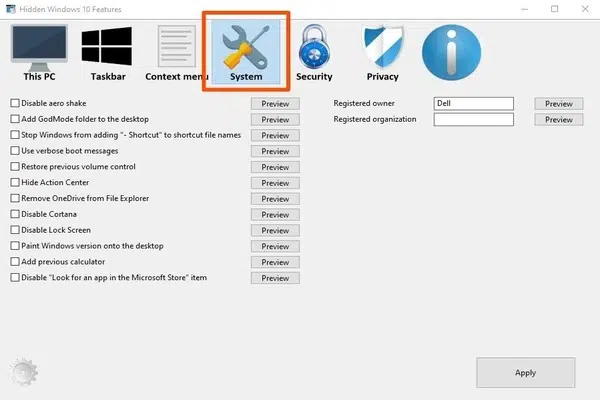 Hidden Windows 10 Features
This PC
Taskbar
Context menu
System
Security
Privacy
Disable aero shake Preview
Add GodMode folder to the desktop Preview
Stop Windows from adding "- Shortcut" to shortcut file names Preview
Use verbose boot messages Preview
Restore previous volume control Preview
Hide Action Center Preview
Remove OneDrive from File Explorer Preview
Disable Cortana Preview
Disable Lock Screen Preview
Paint Windows version onto the desktop Preview
Add previous calculator Preview
Disable "Look for an app in the Microsoft Store" item Preview
Registered owner Dell Preview
Registered organization Preview
Apply